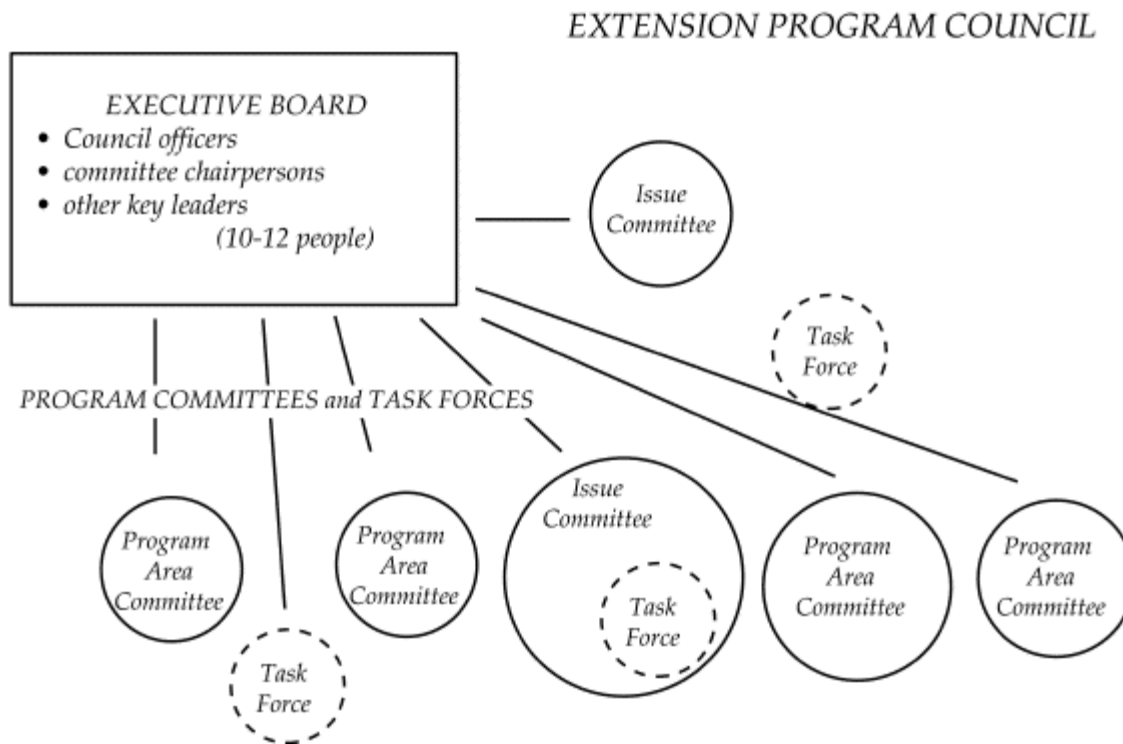 EXTENSION PROGRAM COUNCIL
EXECUTIVE BOARD
• Council officers
• committee chairpersons
• other key leaders
(10-12 people)
Issue
Committee
Task
Force
PROGRAM COMMITTEES and TASK FORCES
Program
Area
Committee
Task
Force
Program
Area
Committee
Issue
Committee
Task
Force
Program
Area
Committee
Program
Area
Committee